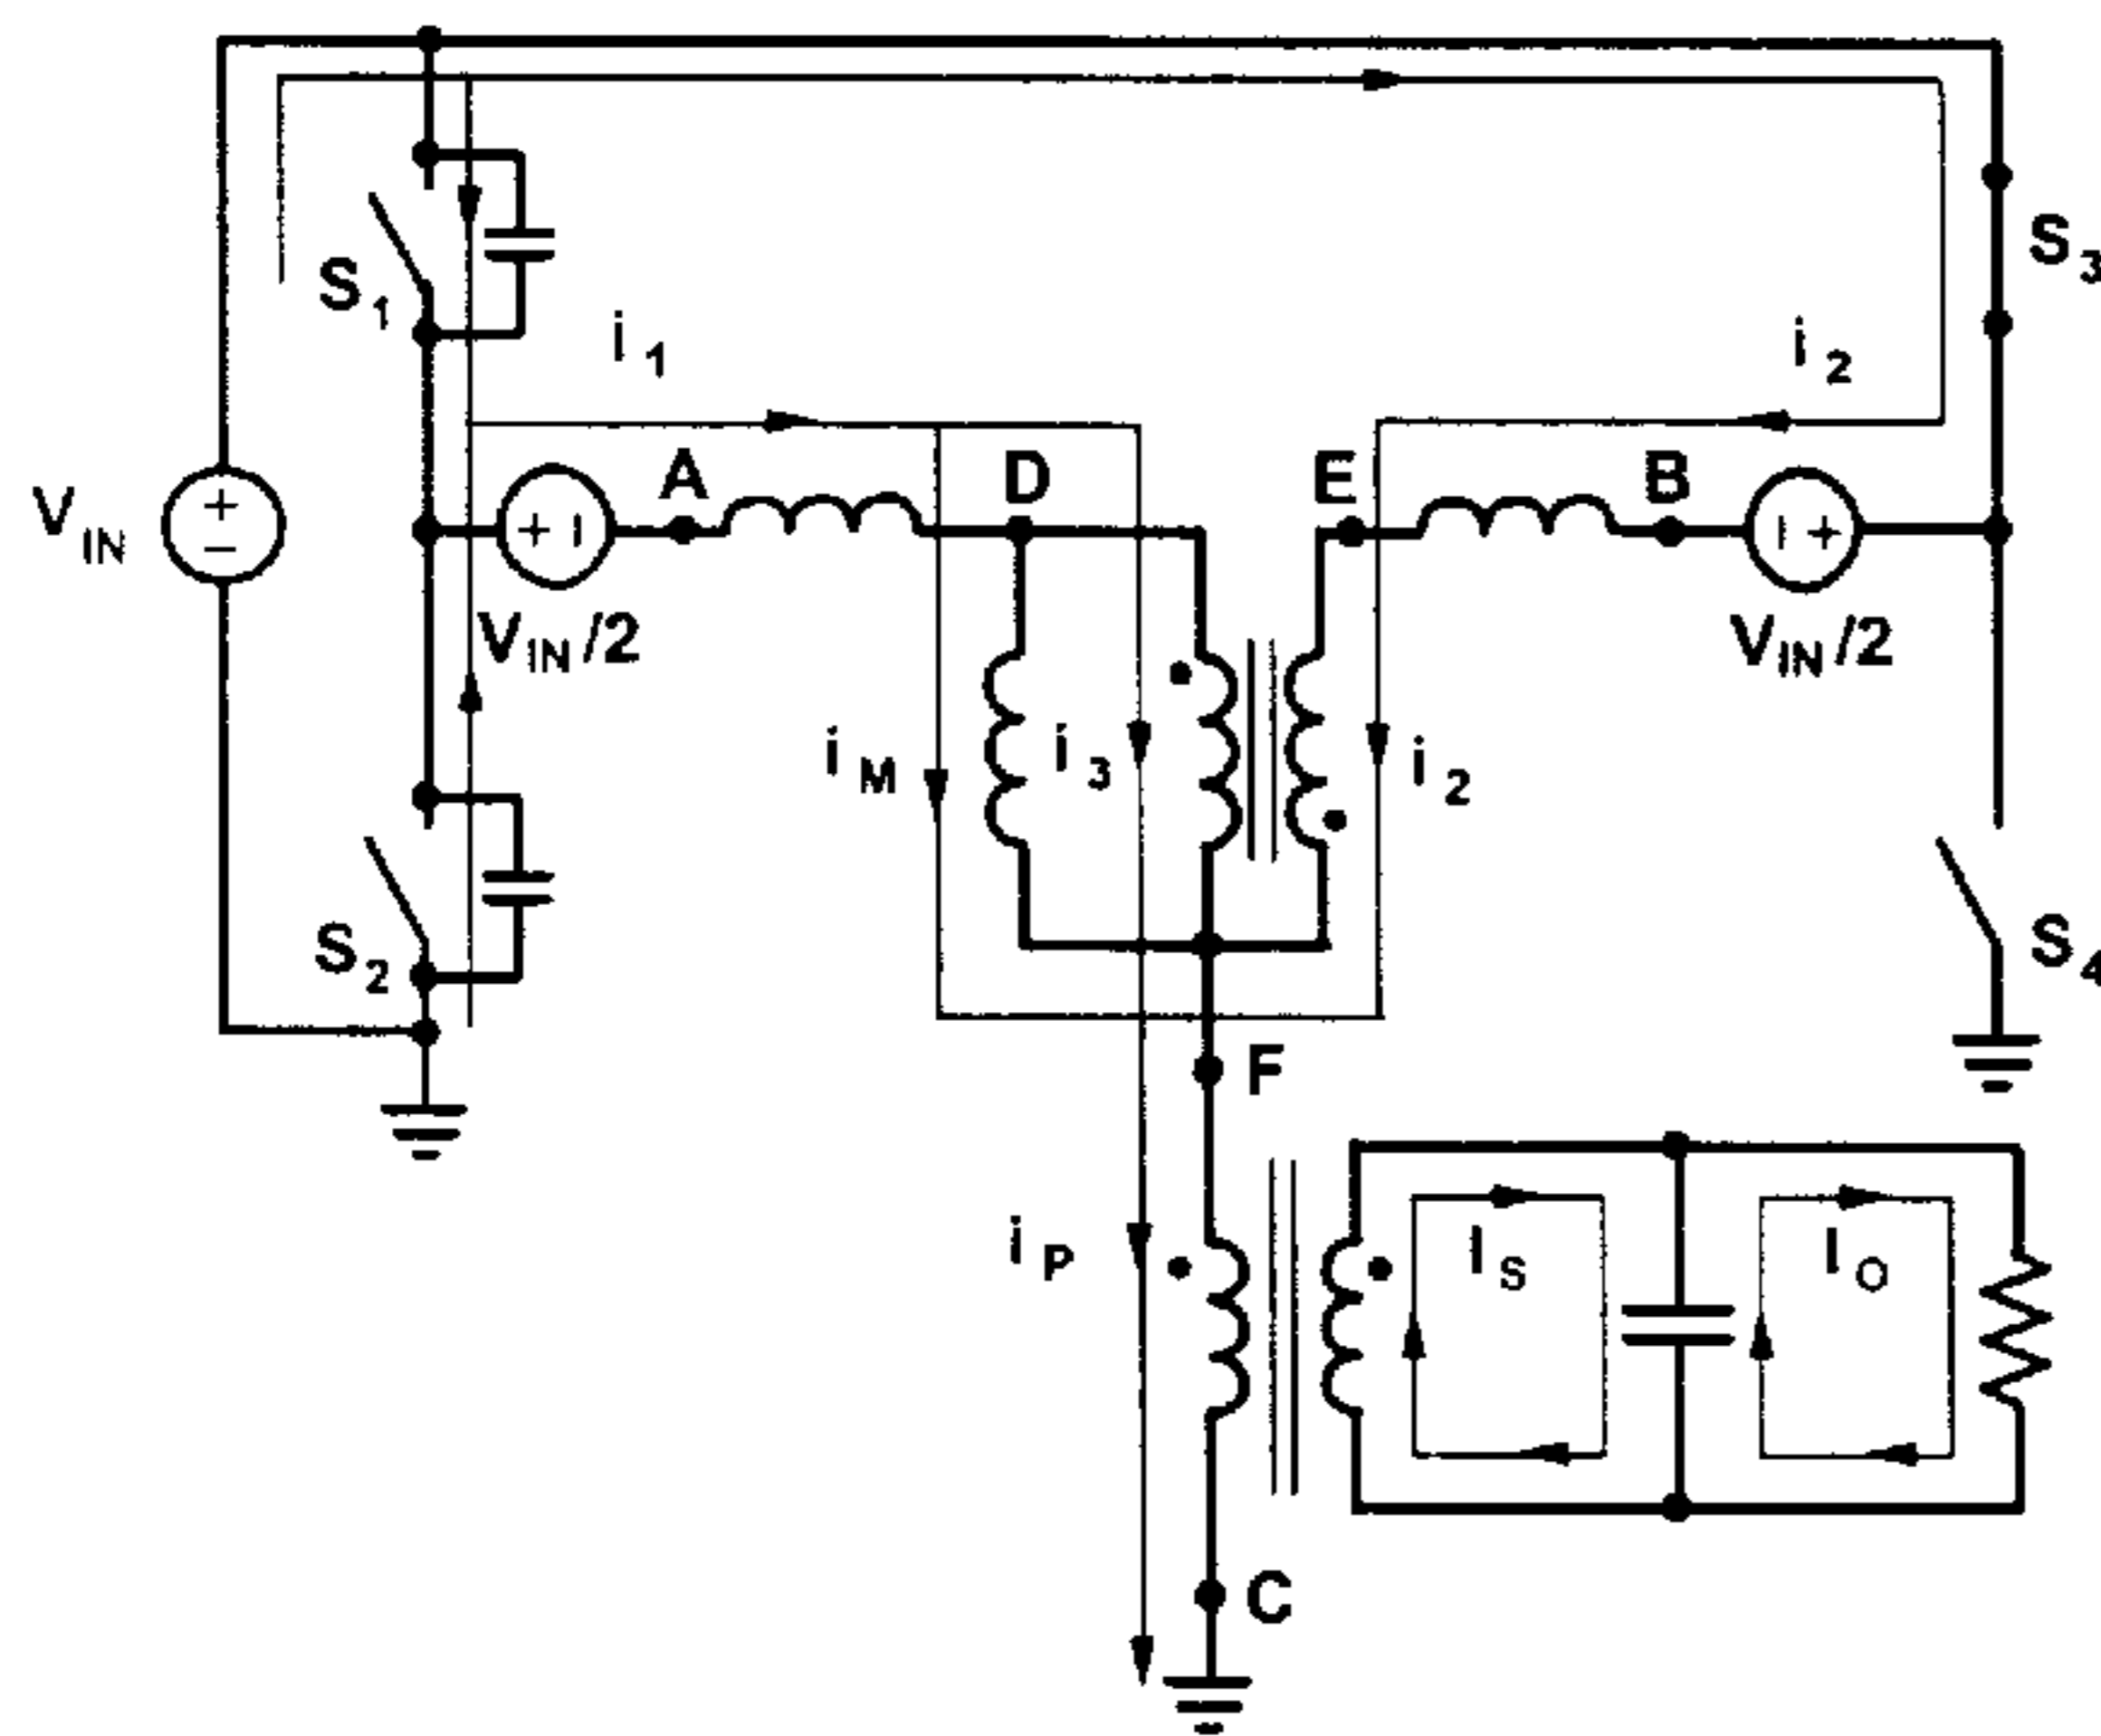 S1
i1
S3
i2
VIN
+
−
A
D
E
B
+ −
− +
VIN/2
VIN/2
iM
i3
i2
S2
S4
F
iP
IS
IO
C